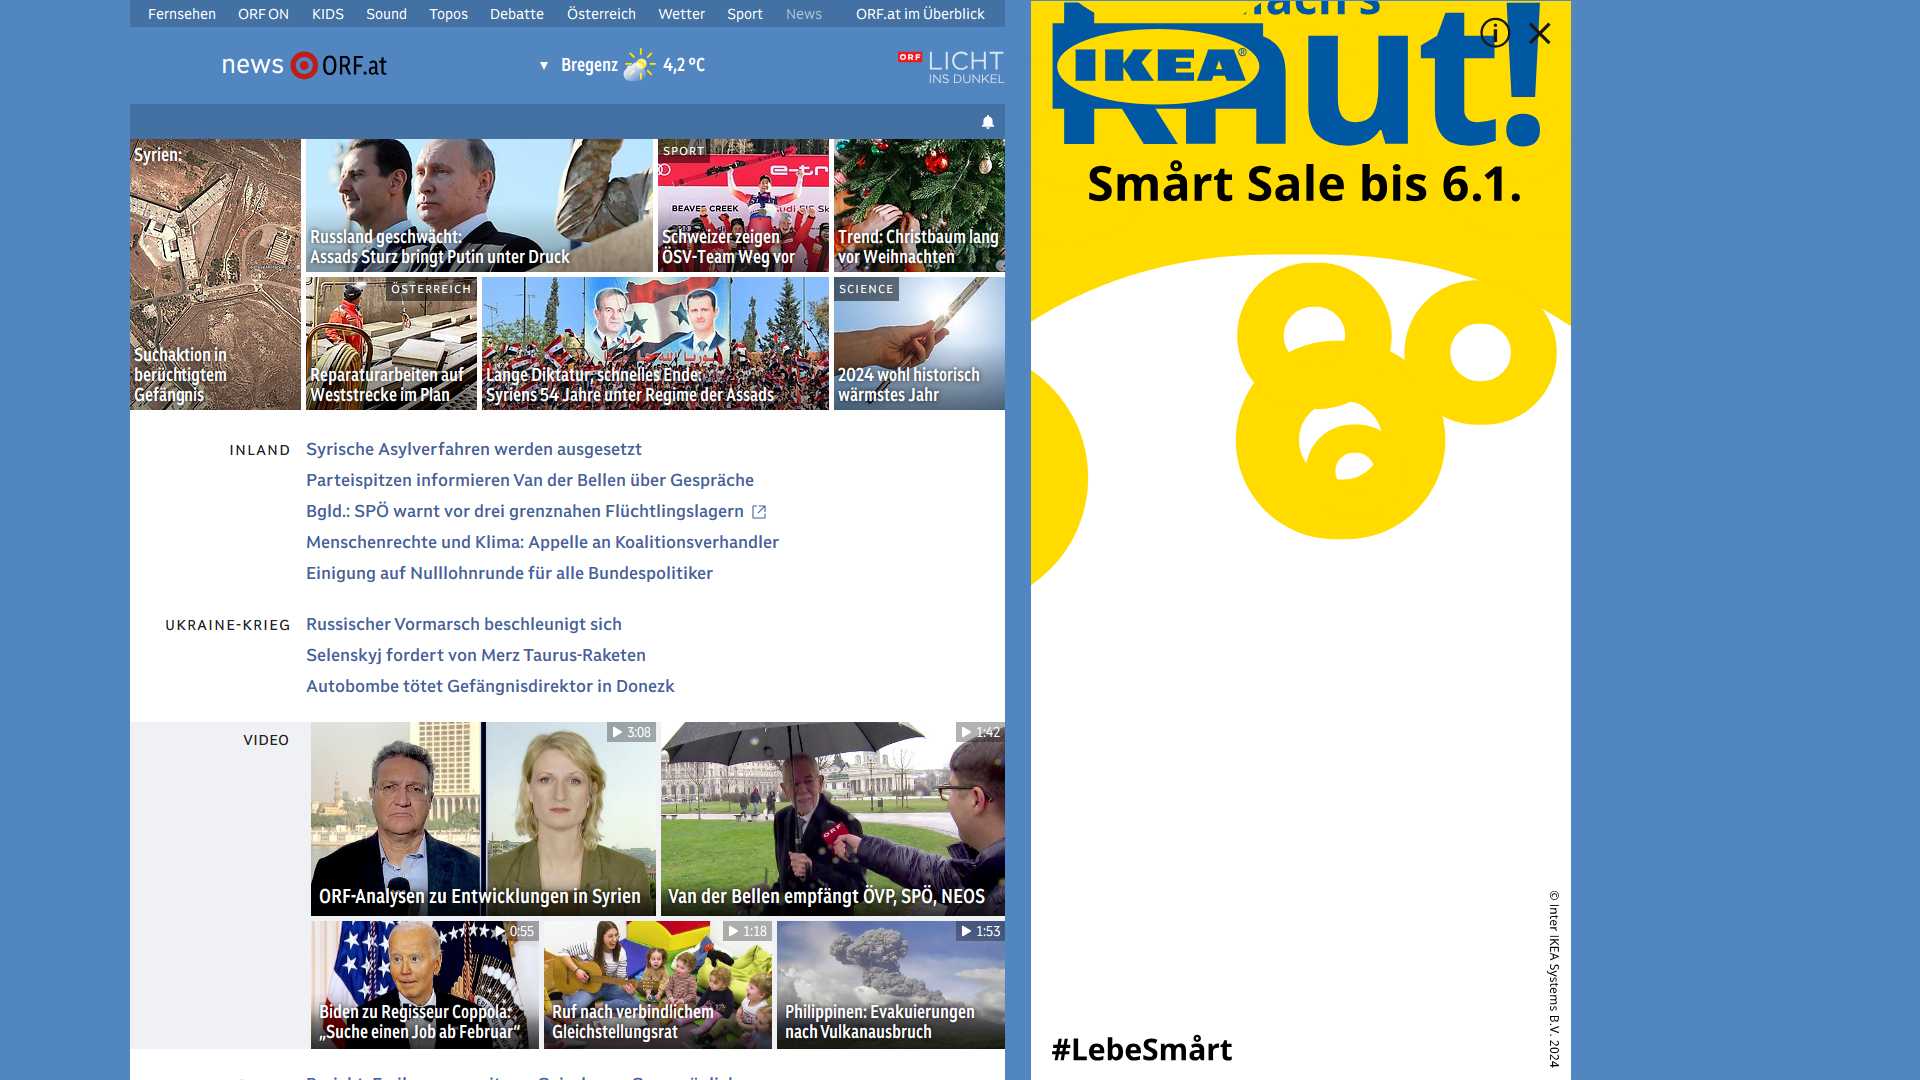 Fernsehen ORF ON KIDS Sound Topos Debatte Österreich Wetter Sport News ORF.at im Überblick
news ORF.at
▼ Bregenz 4,2 ºC
ORF LICHT
INS DUNKEL
Syrien:
Suchaktion in
berüchtigtem
Gefängnis
Russland geschwächt:
Assads Sturz bringt Putin unter Druck
SPORT
BEAVER CREEK
Schweizer zeigen
ÖSV-Team Weg vor
Trend: Christbaum lang
vor Weihnachten
ÖSTERREICH
Reparaturarbeiten auf
Weststrecke im Plan
Lange Diktatur, schnelles Ende:
Syriens 54 Jahre unter Regime der Assads
SCIENCE
2024 wohl historisch
wärmstes Jahr
INLAND
Syrische Asylverfahren werden ausgesetzt
Parteispitzen informieren Van der Bellen über Gespräche
Bgld.: SPÖ warnt vor drei grenznahen Flüchtlingslagern
Menschenrechte und Klima: Appelle an Koalitionsverhandler
Einigung auf Nulllohnrunde für alle Bundespolitiker
UKRAINE-KRIEG
Russischer Vormarsch beschleunigt sich
Selenskyj fordert von Merz Taurus-Raketen
Autobombe tötet Gefängnisdirektor in Donezk
VIDEO
3:08
ORF-Analysen zu Entwicklungen in Syrien
1:42
ORF
Van der Bellen empfängt ÖVP, SPÖ, NEOS
0:55
Biden zu Regisseur Coppola:
„Suche einen Job ab Februar“
1:18
Ruf nach verbindlichem
Gleichstellungsrat
1:53
Philippinen: Evakuierungen
nach Vulkanausbruch
IKEA®
knut!
Smårt Sale bis 6.1.
#LebeSmårt
© Inter IKEA Systems B.V. 2024